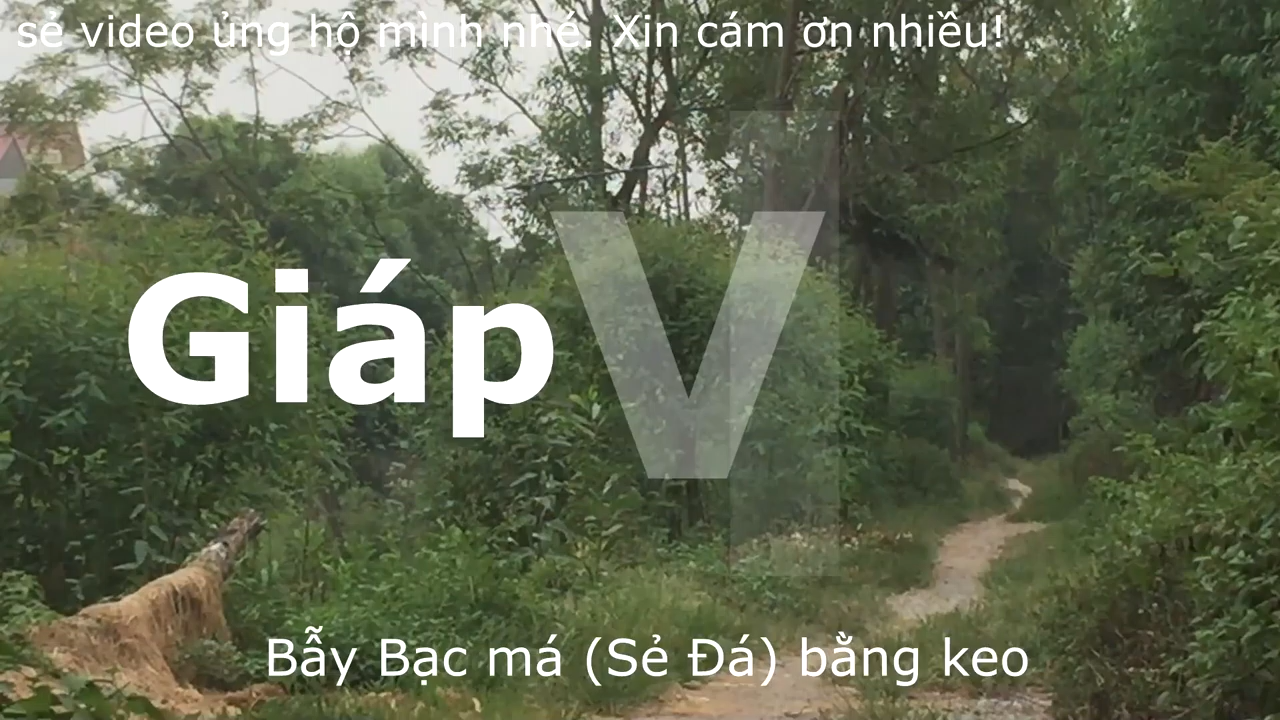 sẻ video ủng hộ mình nhé. Xin cám ơn nhiều!
Giáp V
Bẫy Bạc má (Sẻ Đá) bằng keo